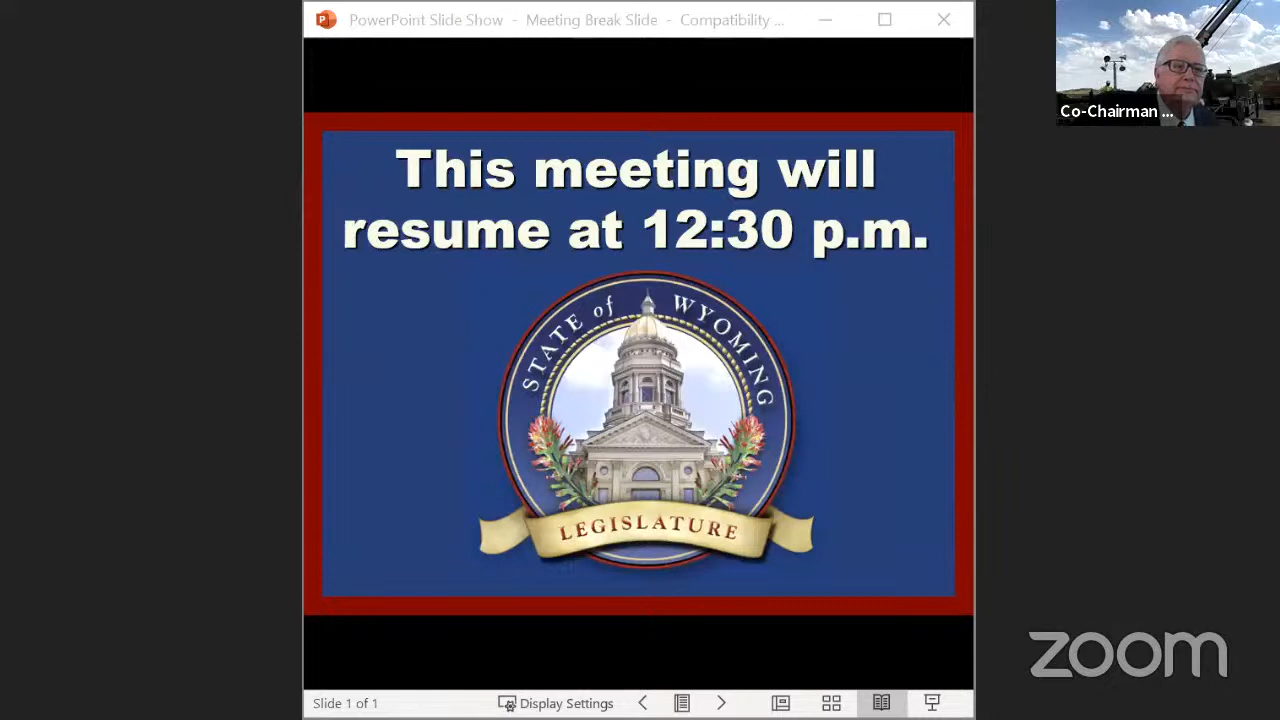 PowerPoint Slide Show - Meeting Break Slide - Compatibility ...
Co-Chairman ...
This meeting will
resume at 12:30 p.m.
STATE of WYOMING
LEGISLATURE
zoom
Slide 1 of 1
Display Settings